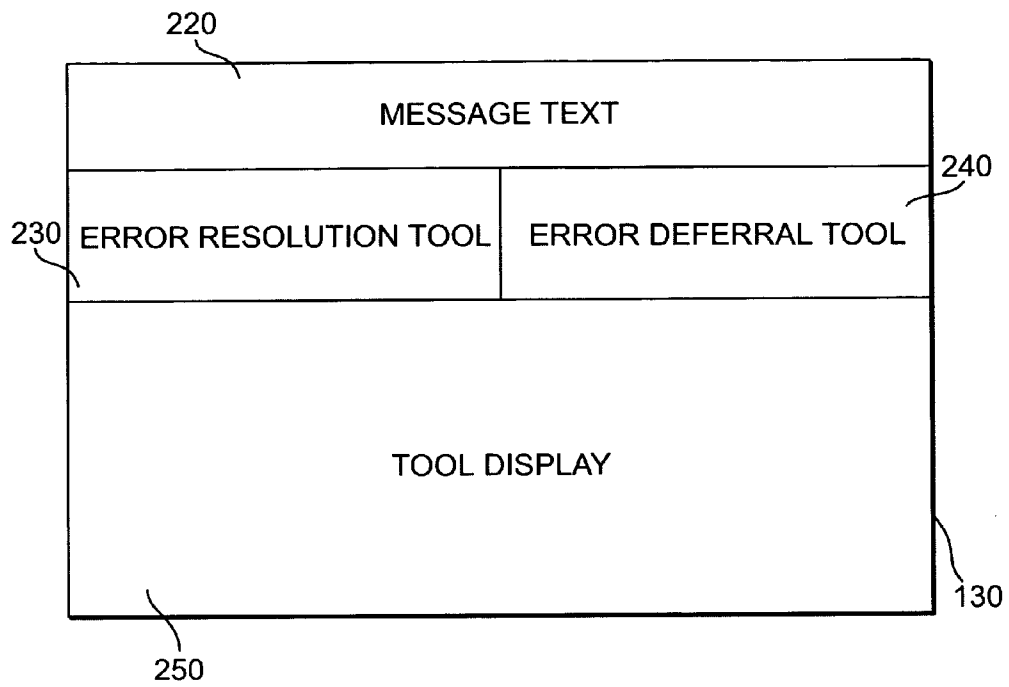 220
MESSAGE TEXT
240
230
ERROR RESOLUTION TOOL
ERROR DEFERRAL TOOL
TOOL DISPLAY
130
250